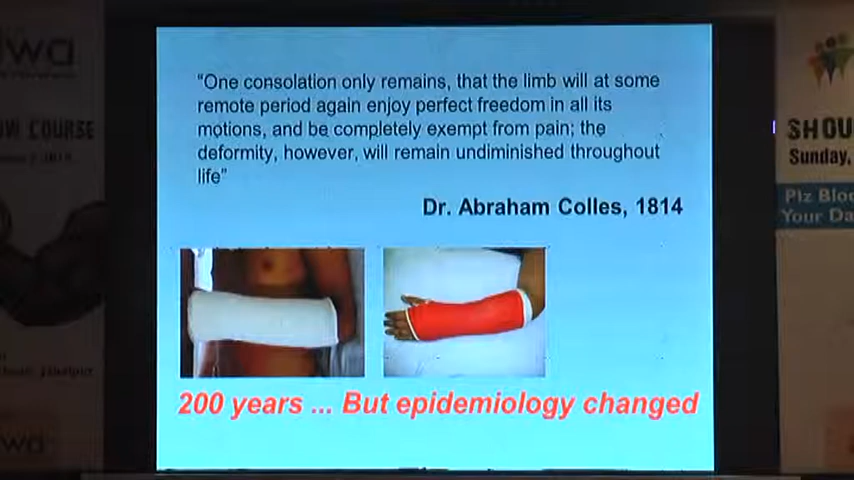 “One consolation only remains, that the limb will at some
remote period again enjoy perfect freedom in all its
motions, and be completely exempt from pain; the
deformity, however, will remain undiminished throughout
life”
Dr. Abraham Colles, 1814
200 years ... But epidemiology changed
COURSE
SHOU
Sunday,
Plz Bloc
Your Da